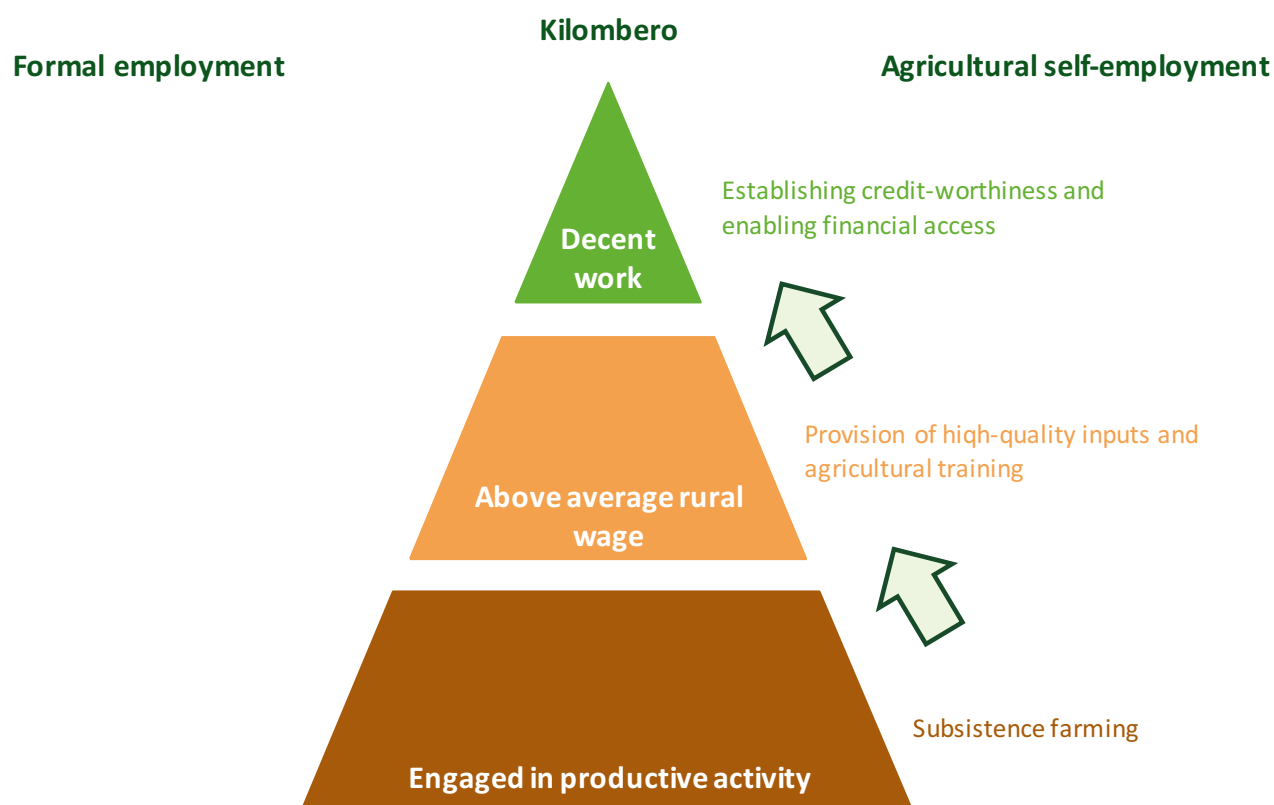 Kilombero
Formal employment
Agricultural self-employment
Establishing credit-worthiness and
enabling financial access
Decent
work
Provision of hiqh-quality inputs and
agricultural training
Above average rural
wage
Subsistence farming
Engaged in productive activity